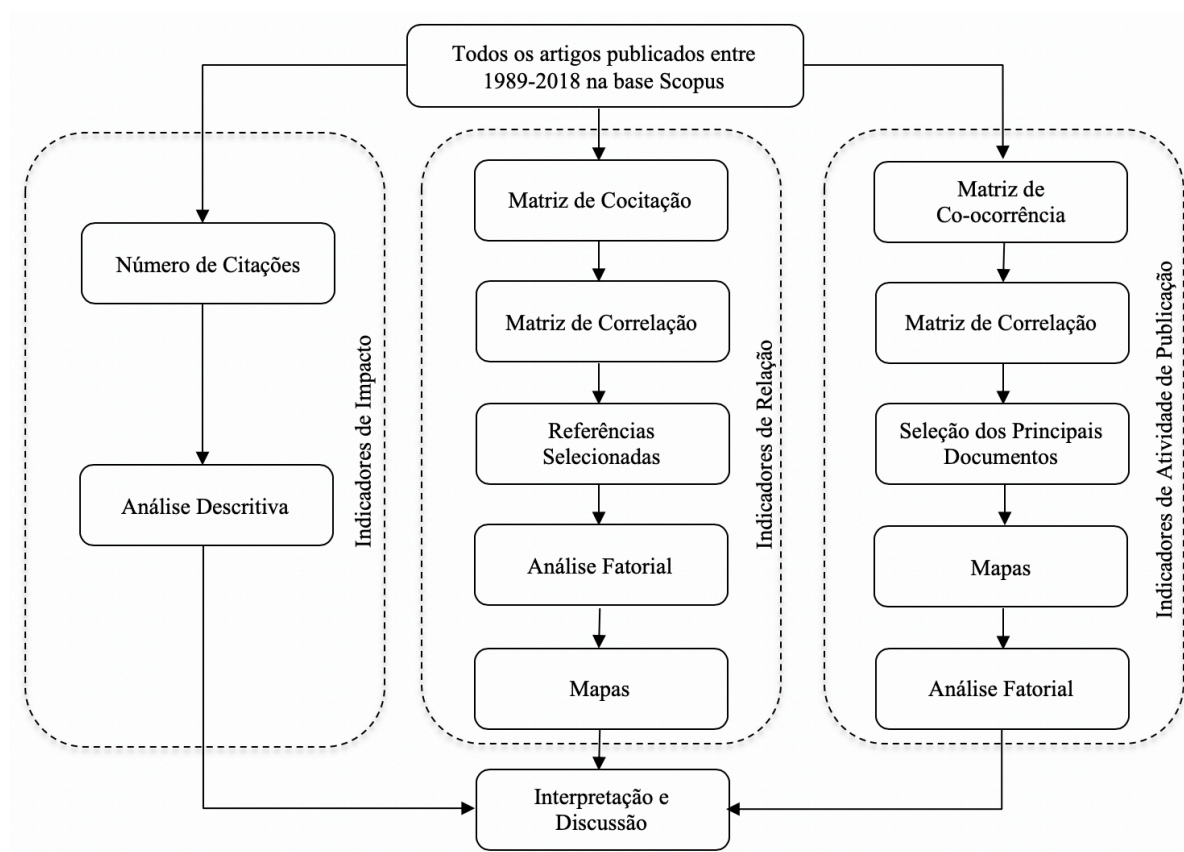 Todos os artigos publicados entre
1989-2018 na base Scopus
Número de Citações
Análise Descritiva
Indicadores de Impacto
Matriz de Cocitação
Matriz de Correlação
Referências
Selecionadas
Análise Fatorial
Mapas
Indicadores de Relação
Matriz de
Co-ocorrência
Matriz de Correlação
Seleção dos Principais
Documentos
Mapas
Análise Fatorial
Indicadores de Atividade de Publicação
Interpretação e
Discussão